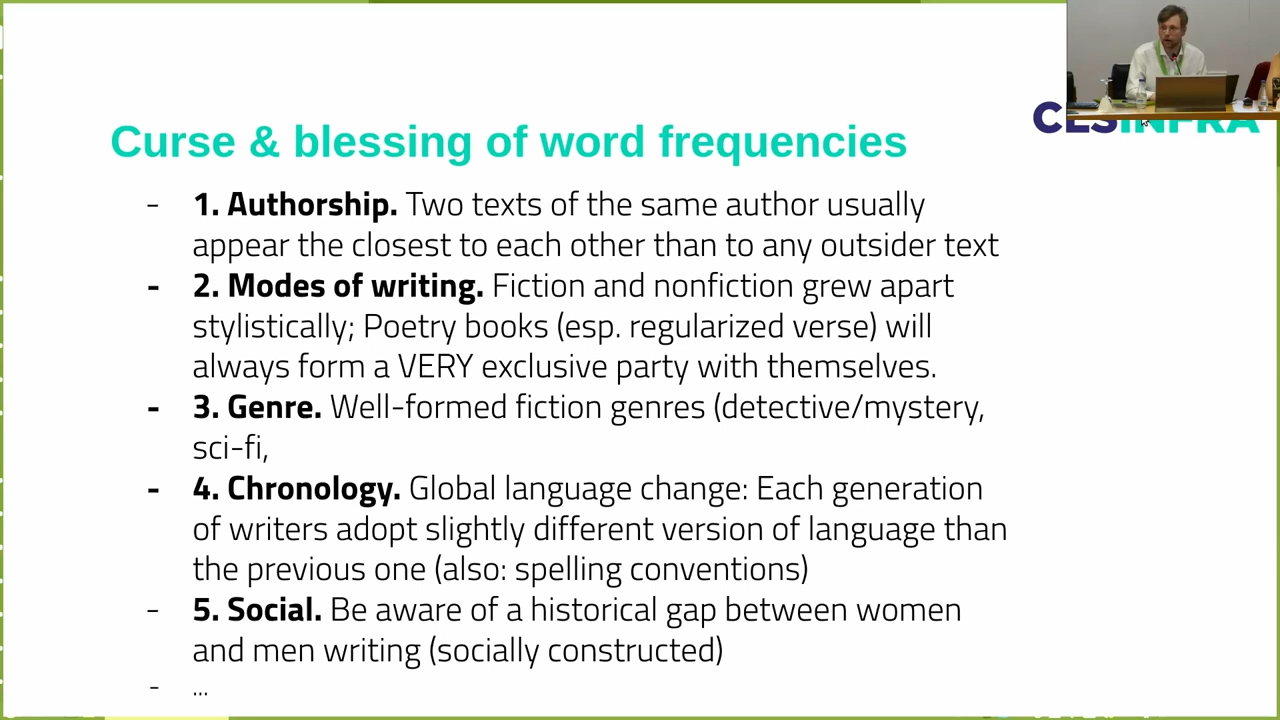 Curse & blessing of word frequencies
CLSINFRA
- 1. Authorship. Two texts of the same author usually
appear the closest to each other than to any outsider text
- 2. Modes of writing. Fiction and nonfiction grew apart
stylistically; Poetry books (esp. regularized verse) will
always form a VERY exclusive party with themselves.
- 3. Genre. Well-formed fiction genres (detective/mystery,
sci-fi,
- 4. Chronology. Global language change: Each generation
of writers adopt slightly different version of language than
the previous one (also: spelling conventions)
- 5. Social. Be aware of a historical gap between women
and men writing (socially constructed)
- ...